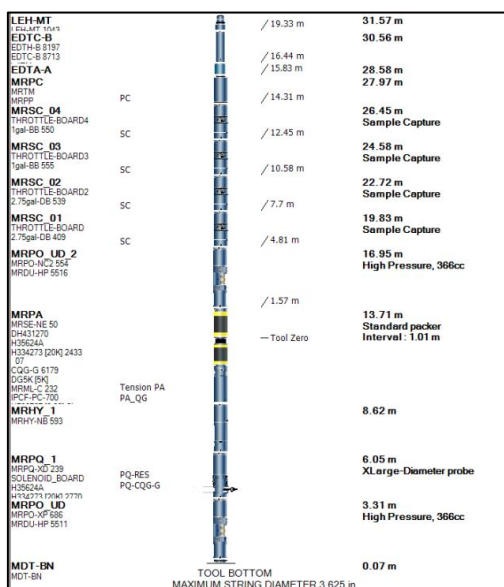 LEH-MT
LEH-MT 1043
19.33 m
31.57 m
EDTC-B
EDTH-B 8197
EDTC-B 8713
16.44 m
30.56 m
EDTA-A
15.83 m
28.58 m
MRPC
MRTM
MRPP
PC
14.31 m
27.97 m
MRSC_04
THROTTLE-BOARD4
1gal-BB 550
SC
12.45 m
26.45 m
Sample Capture
MRSC_03
THROTTLE-BOARD3
1gal-BB 555
SC
10.58 m
24.58 m
Sample Capture
MRSC_02
THROTTLE-BOARD2
2.75gal-DB 539
SC
7.7 m
22.72 m
Sample Capture
MRSC_01
THROTTLE-BOARD
2.75gal-DB 409
SC
4.81 m
19.83 m
Sample Capture
MRPO_UD_2
MRPO-NC2 554
MRDU-HP 5516
1.57 m
16.95 m
High Pressure, 366cc
MRPA
MRSE-NE 50
DH431270
H35624A
H334273 [20K] 2433
07
CQG-G 6179
DG5K [5K]
MRML-C 232
IPCF-PC-700
Tool Zero
Tension PA
PA_QG
13.71 m
Standard packer
Interval : 1.01 m
MRHY_1
MRHY-NB 593
8.62 m
MRPQ_1
MRPQ-XD 239
SOLENOID_BOARD
H35624A
H334273 [20K] 2770
PQ-RES
PQ-CQG-G
6.05 m
XLarge-Diameter probe
MRPO_UD
MRPO-XP 686
MRDU-HP 5511
3.31 m
High Pressure, 366cc
MDT-BN
MDT-BN
0.07 m
TOOL BOTTOM
MAXIMUM STRING DIAMETER 3.625 in